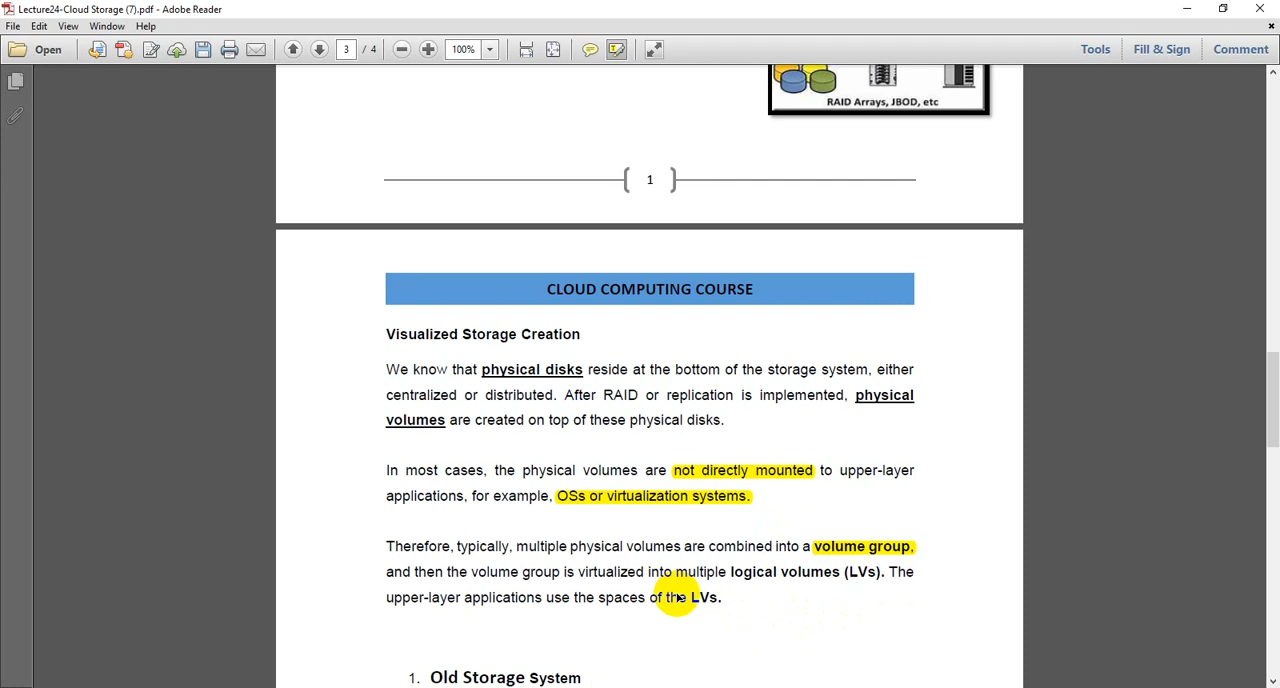 Lecture24-Cloud Storage (7).pdf - Adobe Reader
File Edit View Window Help
Open 3 / 4 100% Tools Fill & Sign Comment
RAID Arrays, JBOD, etc
1
CLOUD COMPUTING COURSE
Visualized Storage Creation
We know that physical disks reside at the bottom of the storage system, either
centralized or distributed. After RAID or replication is implemented, physical
volumes are created on top of these physical disks.
In most cases, the physical volumes are not directly mounted to upper-layer
applications, for example, OSs or virtualization systems.
Therefore, typically, multiple physical volumes are combined into a volume group,
and then the volume group is virtualized into multiple logical volumes (LVs). The
upper-layer applications use the spaces of the LVs.
1. Old Storage System